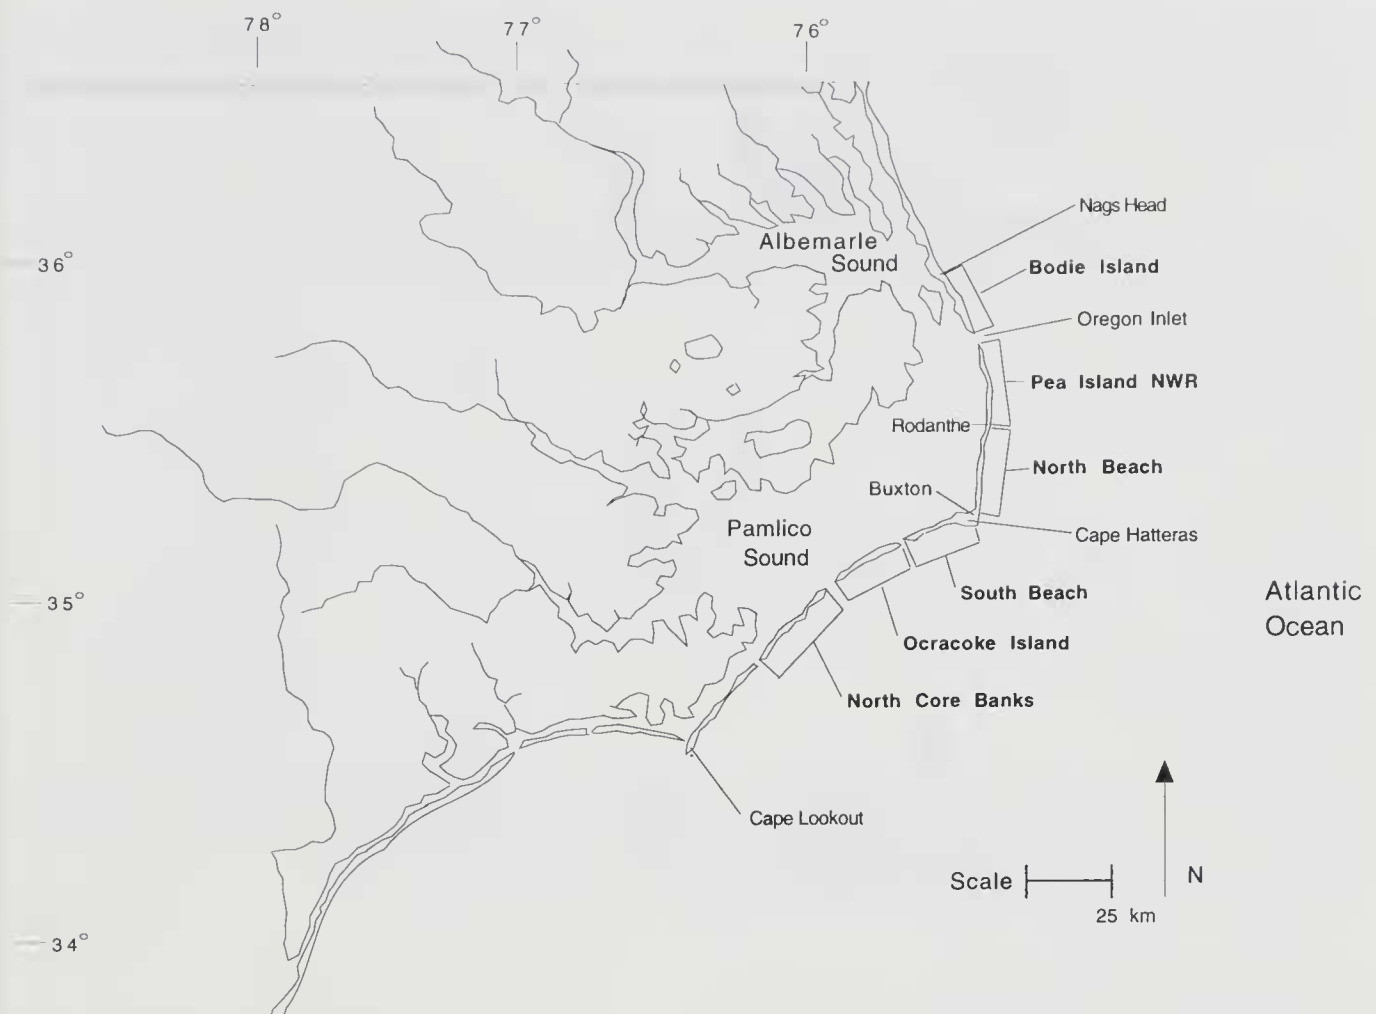 78°
77°
76°
Nags Head
Albemarle
Sound
36°
Bodie Island
Oregon Inlet
Pea Island NWR
Rodanthe
North Beach
Buxton
Pamlico
Sound
Cape Hatteras
35°
South Beach
Atlantic
Ocean
Ocracoke Island
North Core Banks
Cape Lookout
Scale
25 km
N
34°